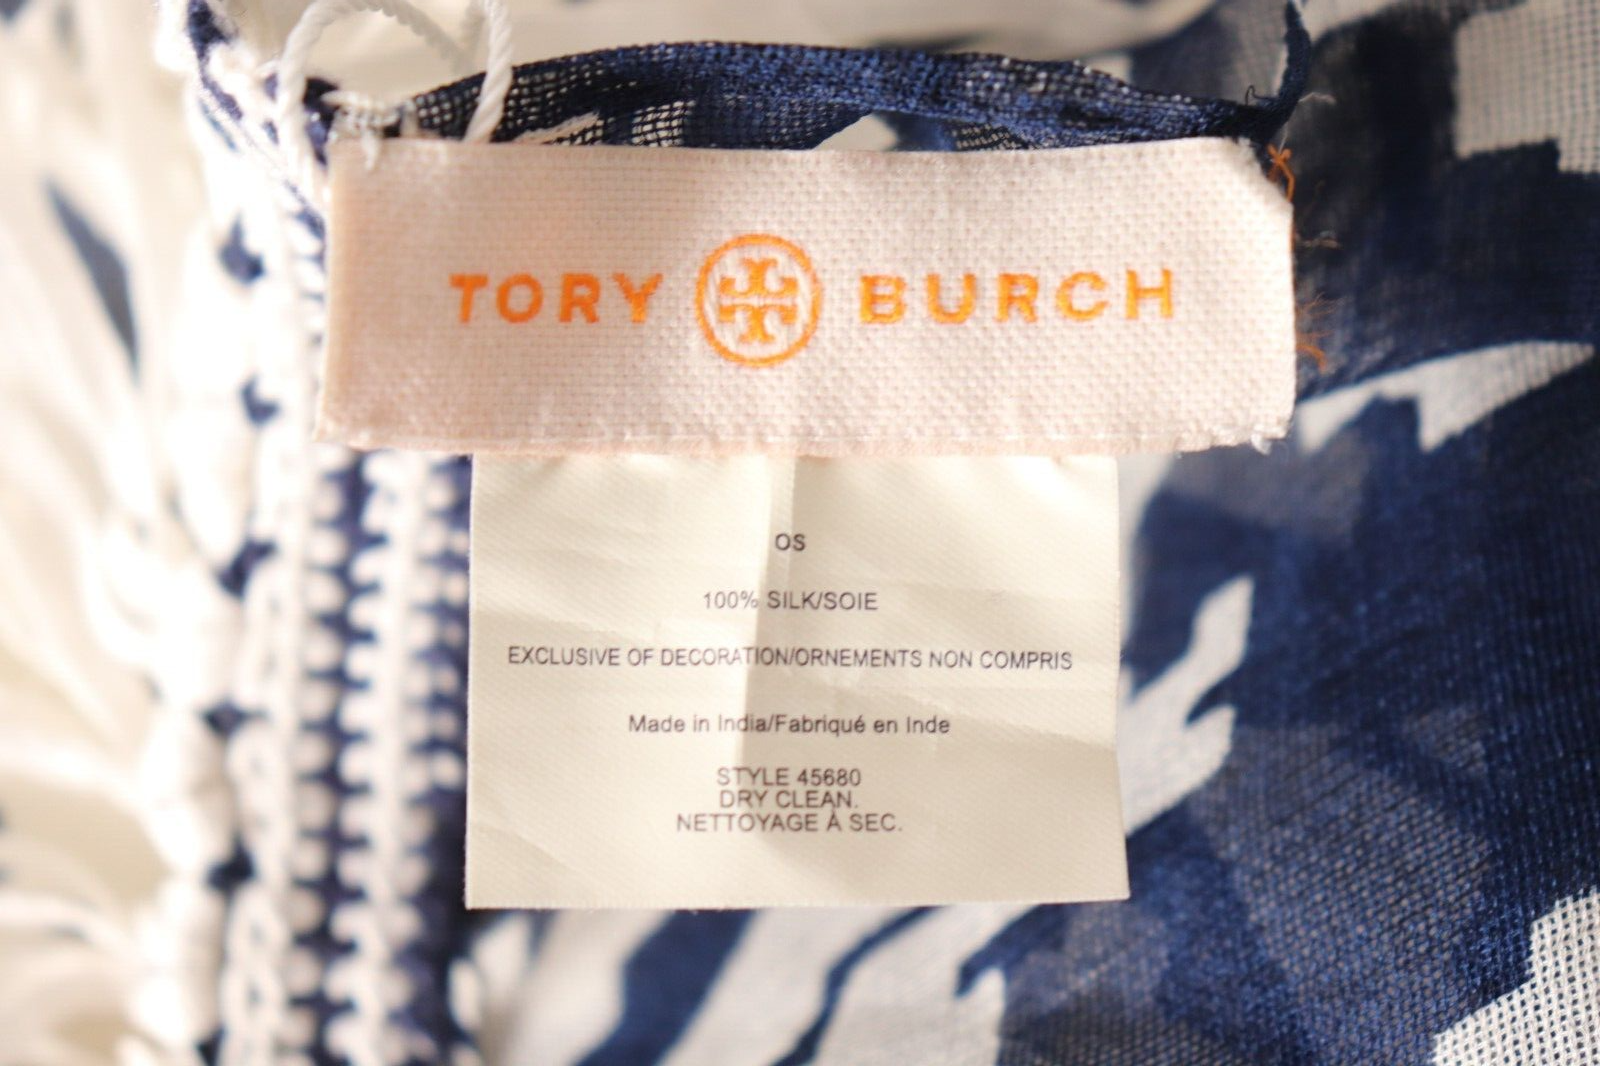 TORY BURCH
OS
100% SILK/SOIE
EXCLUSIVE OF DECORATION/ORNEMENTS NON COMPRIS
Made in India/Fabriqué en Inde
STYLE 45680
DRY CLEAN.
NETTOYAGE À SEC.